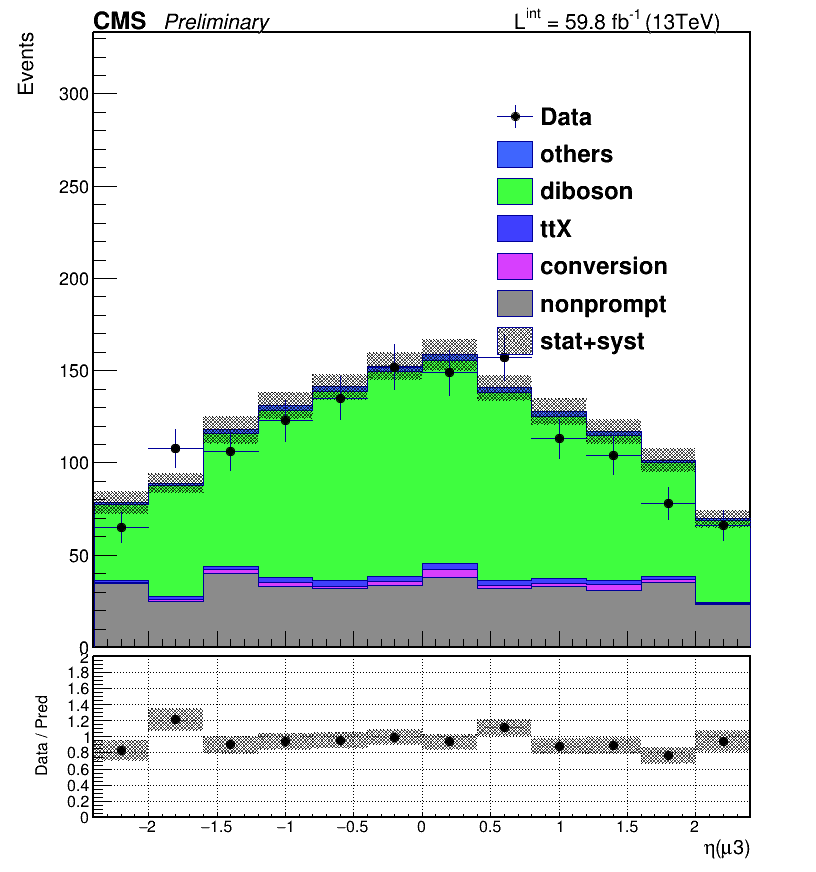 CMS Preliminary L^int = 59.8 fb^-1 (13TeV)
Events
300
250
200
150
100
50
0
Data
others
diboson
ttX
conversion
nonprompt
stat+syst
Data / Pred
2
1.8
1.6
1.4
1.2
1
0.8
0.6
0.4
0.2
0
−2 −1.5 −1 −0.5 0 0.5 1 1.5 2
η(μ3)